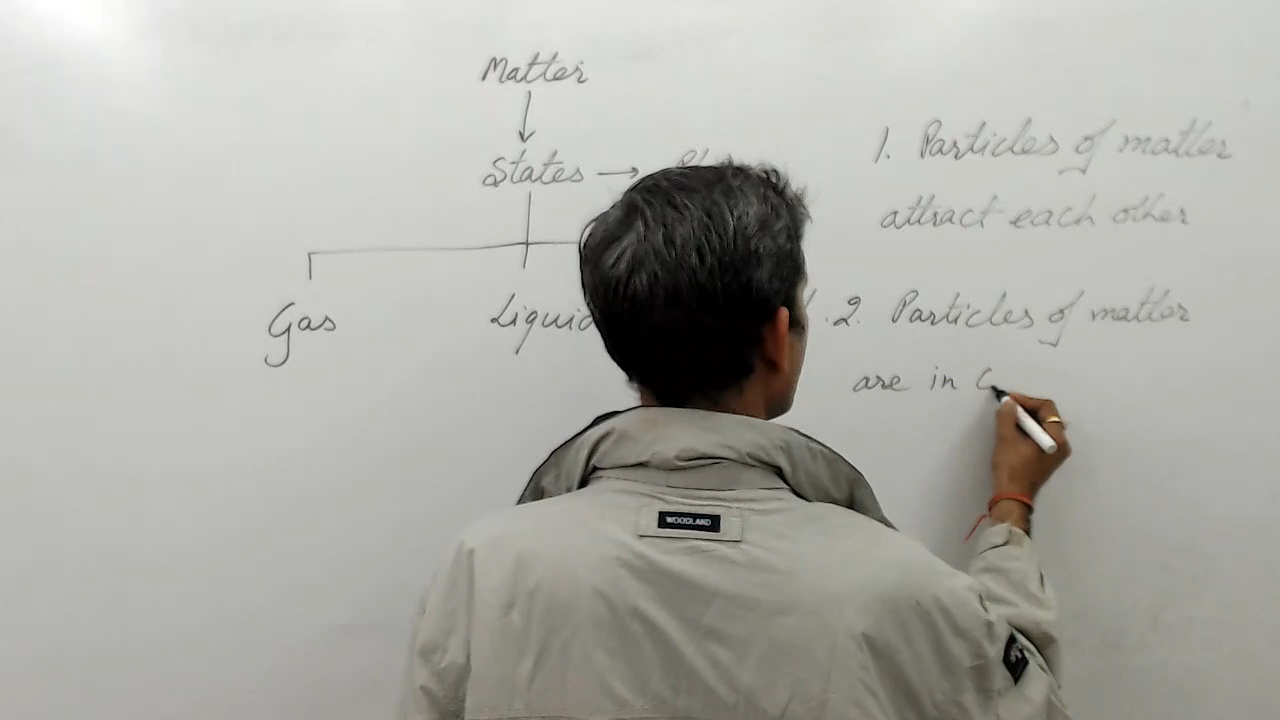 Matter
States →
Gas
Liquid
1. Particles of matter
attract each other
2. Particles of matter
are in
WOODLAND